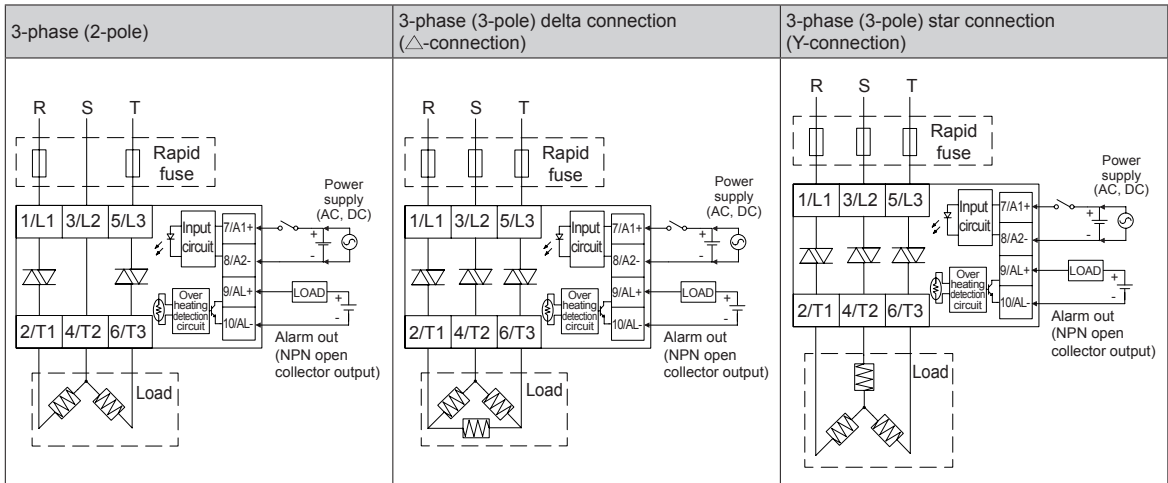 3-phase (2-pole)
R S T
Rapid
fuse
Power
supply
(AC, DC)
1/L1 3/L2 5/L3
Input
circuit
7/A1+
8/A2-
+
-
9/AL+
LOAD
Over
heating
detection
circuit
10/AL-
+
-
2/T1 4/T2 6/T3
Alarm out
(NPN open
collector output)
Load
3-phase (3-pole) delta connection
(△-connection)
R S T
Rapid
fuse
Power
supply
(AC, DC)
1/L1 3/L2 5/L3
Input
circuit
7/A1+
8/A2-
+
-
9/AL+
LOAD
Over
heating
detection
circuit
10/AL-
+
-
2/T1 4/T2 6/T3
Alarm out
(NPN open
collector output)
Load
3-phase (3-pole) star connection
(Y-connection)
R S T
Rapid
fuse
Power
supply
(AC, DC)
1/L1 3/L2 5/L3
Input
circuit
7/A1+
8/A2-
+
-
9/AL+
LOAD
Over
heating
detection
circuit
10/AL-
+
-
2/T1 4/T2 6/T3
Alarm out
(NPN open
collector output)
Load